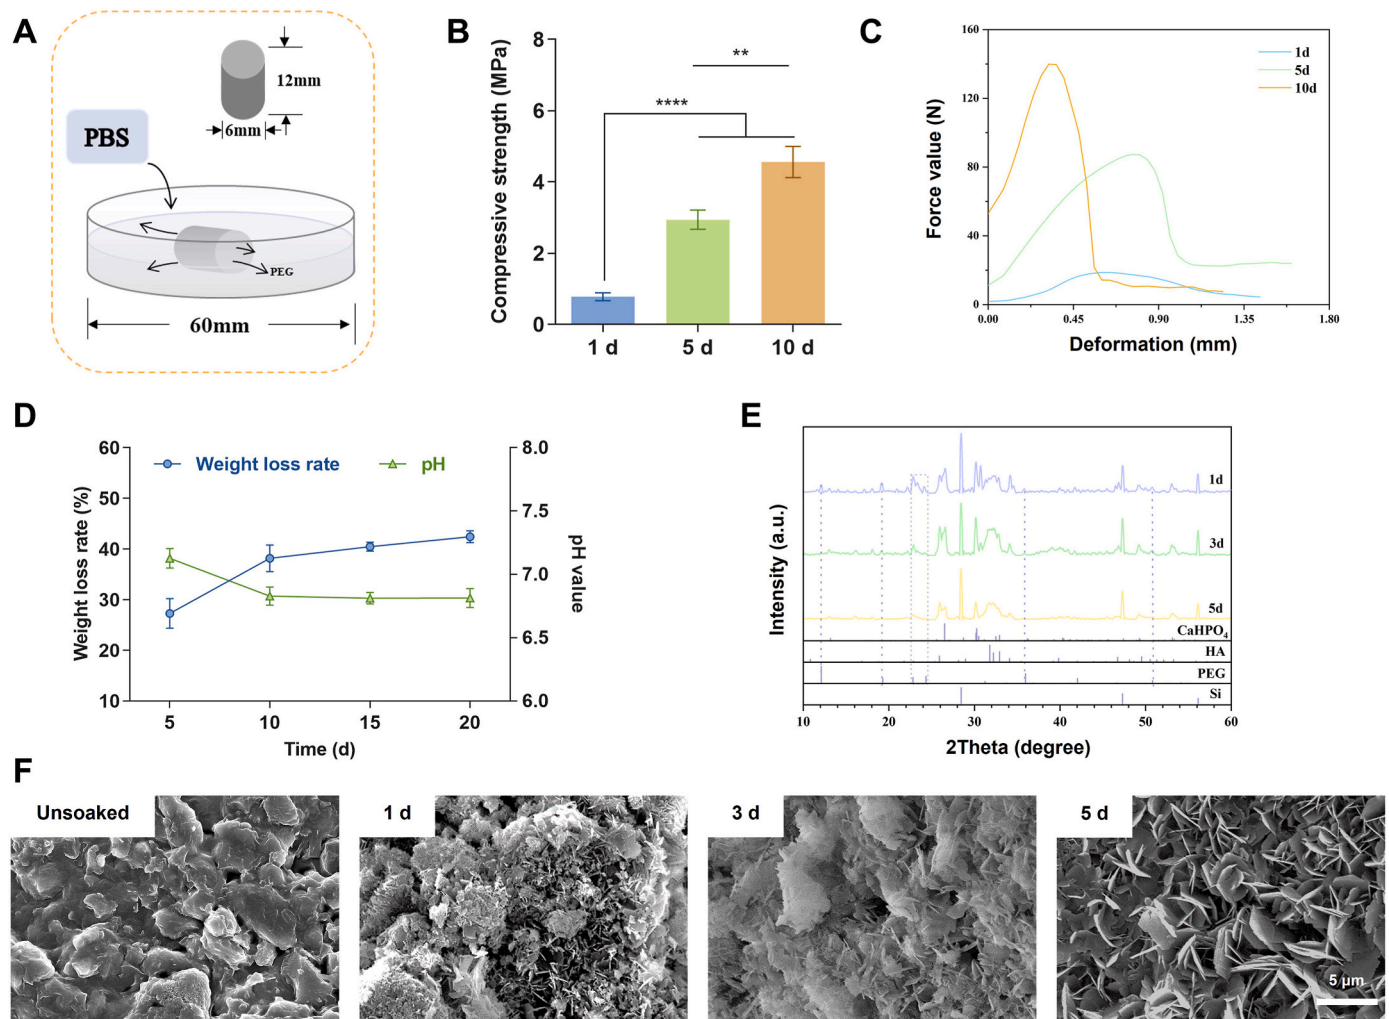 A
12mm
6mm
PBS
PEG
60mm
B
Compressive strength (MPa)
8
6
4
2
0
**
****
1 d
5 d
10 d
C
Force value (N)
160
120
80
40
0
1d
5d
10d
0.00
0.45
0.90
1.35
1.80
Deformation (mm)
D
Weight loss rate (%)
60
50
40
30
20
10
Weight loss rate
pH
8.0
7.5
7.0
6.5
6.0
pH value
5
10
15
20
Time (d)
E
Intensity (a.u.)
1d
3d
5d
CaHPO₄
HA
PEG
Si
10
20
30
40
50
60
2Theta (degree)
F
Unsoaked
1 d
3 d
5 d
5 μm